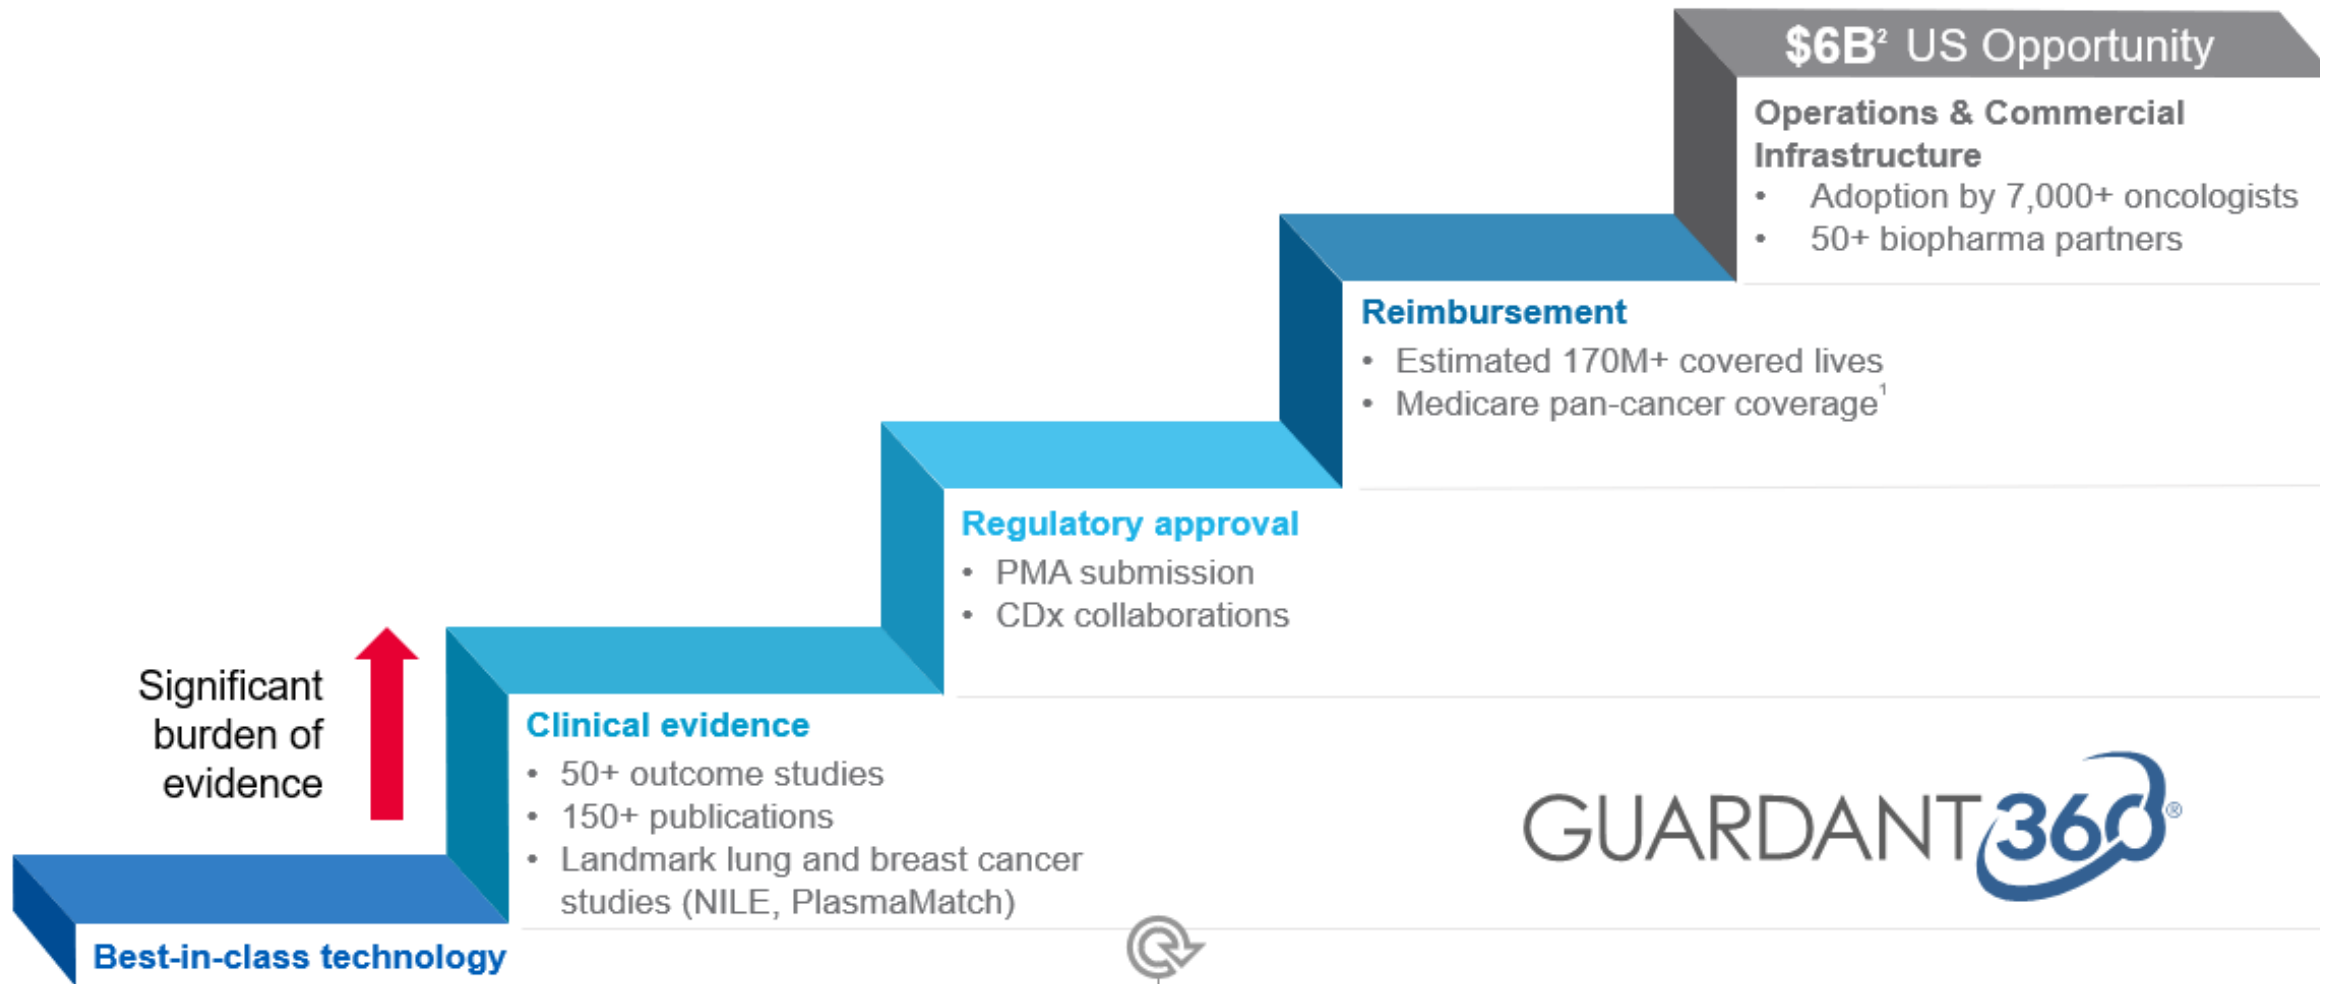 $6B² US Opportunity
Operations & Commercial
Infrastructure
• Adoption by 7,000+ oncologists
• 50+ biopharma partners
Reimbursement
• Estimated 170M+ covered lives
• Medicare pan-cancer coverage¹
Regulatory approval
• PMA submission
• CDx collaborations
Significant
burden of
evidence
Clinical evidence
• 50+ outcome studies
• 150+ publications
• Landmark lung and breast cancer
studies (NILE, PlasmaMatch)
GUARDANT360®
Best-in-class technology